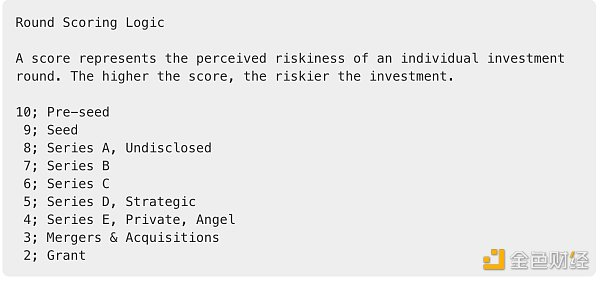 Round Scoring Logic
A score represents the perceived riskiness of an individual investment
round. The higher the score, the riskier the investment.
10; Pre-seed
9; Seed
8; Series A, Undisclosed
7; Series B
6; Series C
5; Series D, Strategic
4; Series E, Private, Angel
3; Mergers & Acquisitions
2; Grant
金色财经